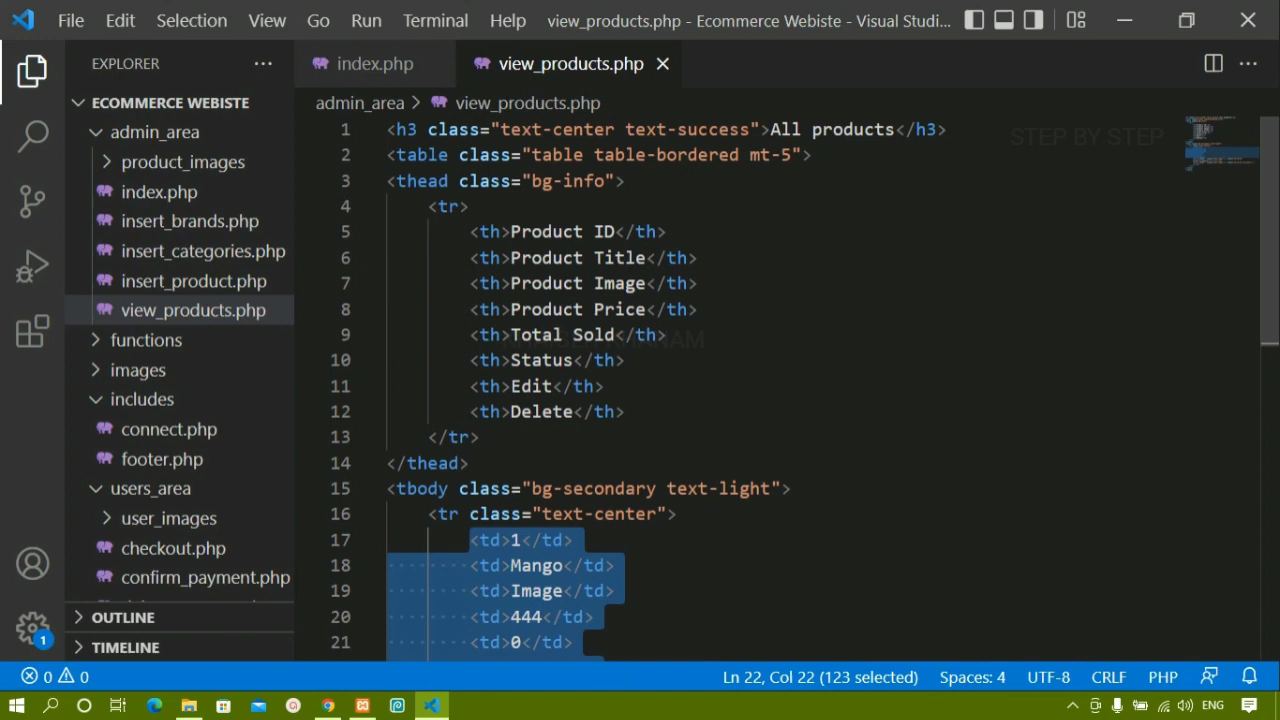 File Edit Selection View Go Run Terminal Help view_products.php - Ecommerce Webiste - Visual Studi...
EXPLORER
index.php
view_products.php
ECOMMERCE WEBISTE
admin_area
product_images
index.php
insert_brands.php
insert_categories.php
insert_product.php
view_products.php
functions
images
includes
connect.php
footer.php
users_area
user_images
checkout.php
confirm_payment.php
OUTLINE
TIMELINE
1
admin_area > view_products.php
STEP BY STEP
1 <h3 class="text-center text-success">All products</h3>
2 <table class="table table-bordered mt-5">
3 <thead class="bg-info">
4 <tr>
5 <th>Product ID</th>
6 <th>Product Title</th>
7 <th>Product Image</th>
8 <th>Product Price</th>
9 <th>Total Sold</th>
10 <th>Status</th>
11 <th>Edit</th>
12 <th>Delete</th>
13 </tr>
14 </thead>
15 <tbody class="bg-secondary text-light">
16 <tr class="text-center">
17 <td>1</td>
18 <td>Mango</td>
19 <td>Image</td>
20 <td>444</td>
21 <td>0</td>
0 0 Ln 22, Col 22 (123 selected) Spaces: 4 UTF-8 CRLF PHP
ENG